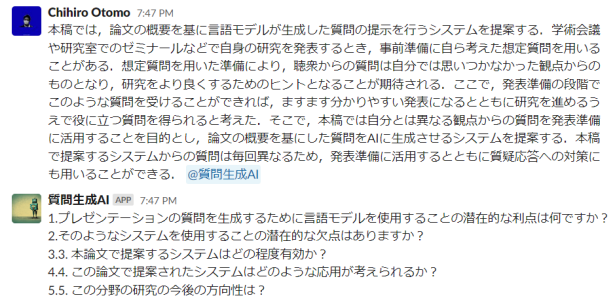 Chihiro Otomo 7:47 PM
本稿では，論文の概要を基に言語モデルが生成した質問の提示を行うシステムを提案する．学術会議
や研究室でのゼミナールなどで自身の研究を発表するとき，事前準備に自ら考えた想定質問を用いる
ことがある．想定質問を用いた準備により，聴衆からの質問は自分では思いつかなかった観点からの
ものとなり，研究をより良くするためのヒントとなることが期待される．ここで，発表準備の段階で
このような質問を受けることができれば，ますます分かりやすい発表になるとともに研究を進めるう
えで役に立つ質問を得られると考えた．そこで，本稿では自分とは異なる観点からの質問を発表準備
に活用することを目的とし，論文の概要を基にした質問をAIに生成させるシステムを提案する．本稿
で提案するシステムからの質問は毎回異なるため，発表準備に活用するとともに質疑応答への対策に
も用いることができる． @質問生成AI
質問生成AI APP 7:47 PM
1.プレゼンテーションの質問を生成するために言語モデルを使用することの潜在的な利点は何ですか？
2.そのようなシステムを使用することの潜在的な欠点はありますか？
3.3. 本論文で提案するシステムはどの程度有効か？
4.4. この論文で提案されたシステムはどのような応用が考えられるか？
5.5. この分野の研究の今後の方向性は？